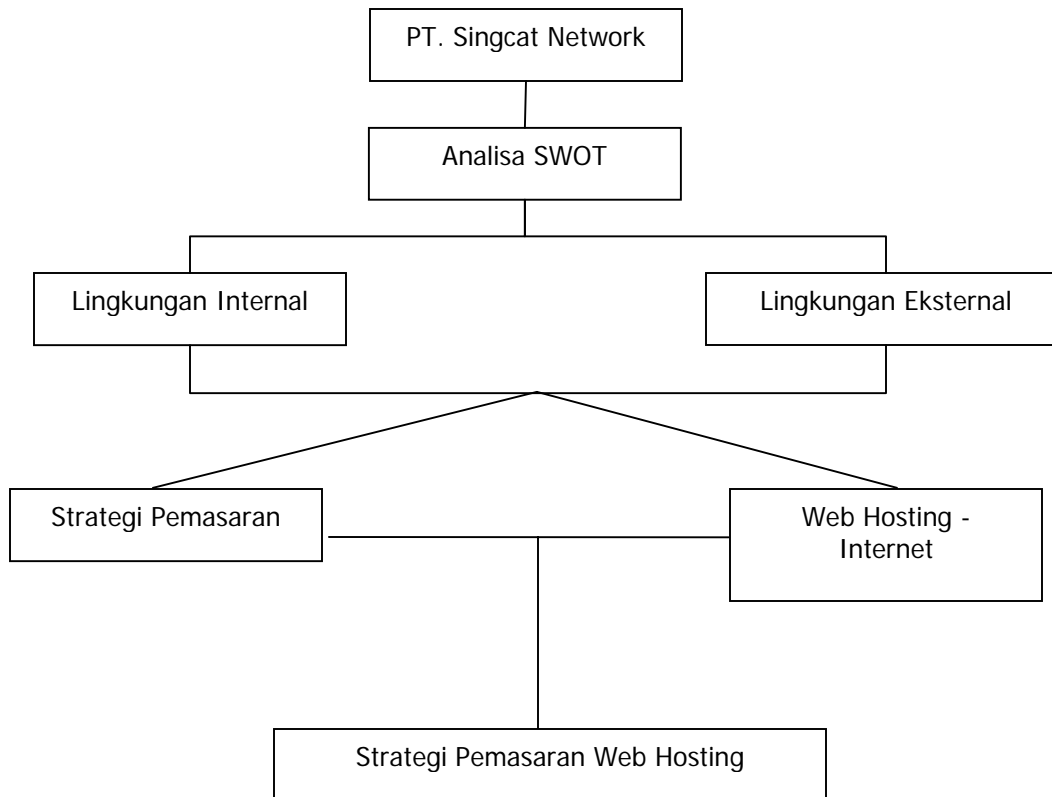 PT. Singcat Network
Analisa SWOT
Lingkungan Internal
Lingkungan Eksternal
Strategi Pemasaran
Web Hosting -
Internet
Strategi Pemasaran Web Hosting